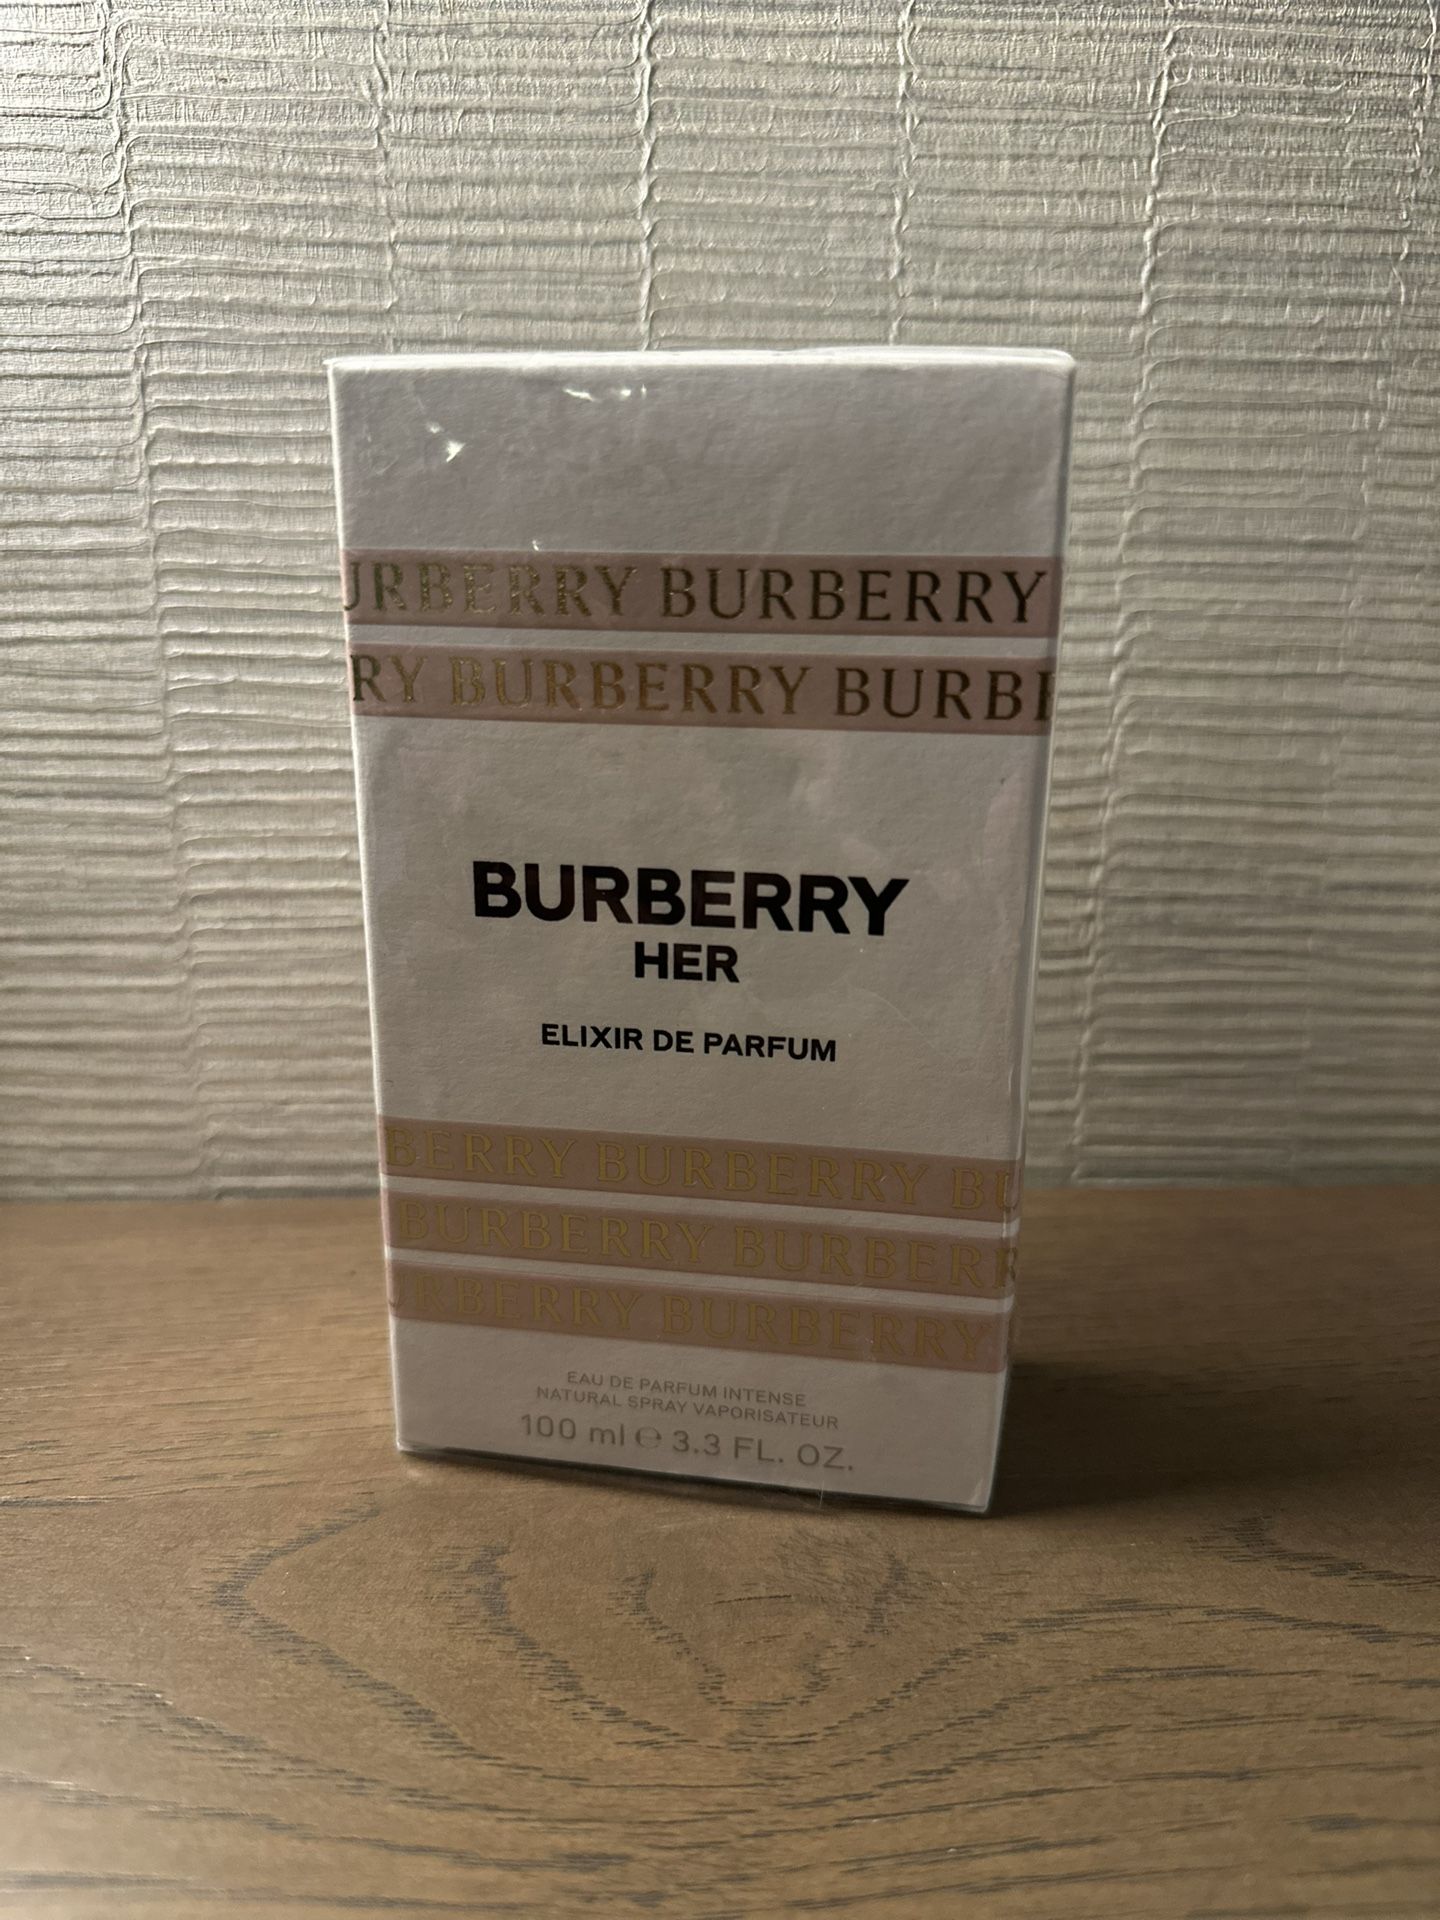 URBERRY BURBERRY
RY BURBERRY BURBE
BURBERRY
HER
ELIXIR DE PARFUM
BERRY BURBERRY BU
BURBERRY BURBERR
URBERRY BURBERRY
EAU DE PARFUM INTENSE
NATURAL SPRAY VAPORISATEUR
100 ml ℮ 3.3 FL. OZ.